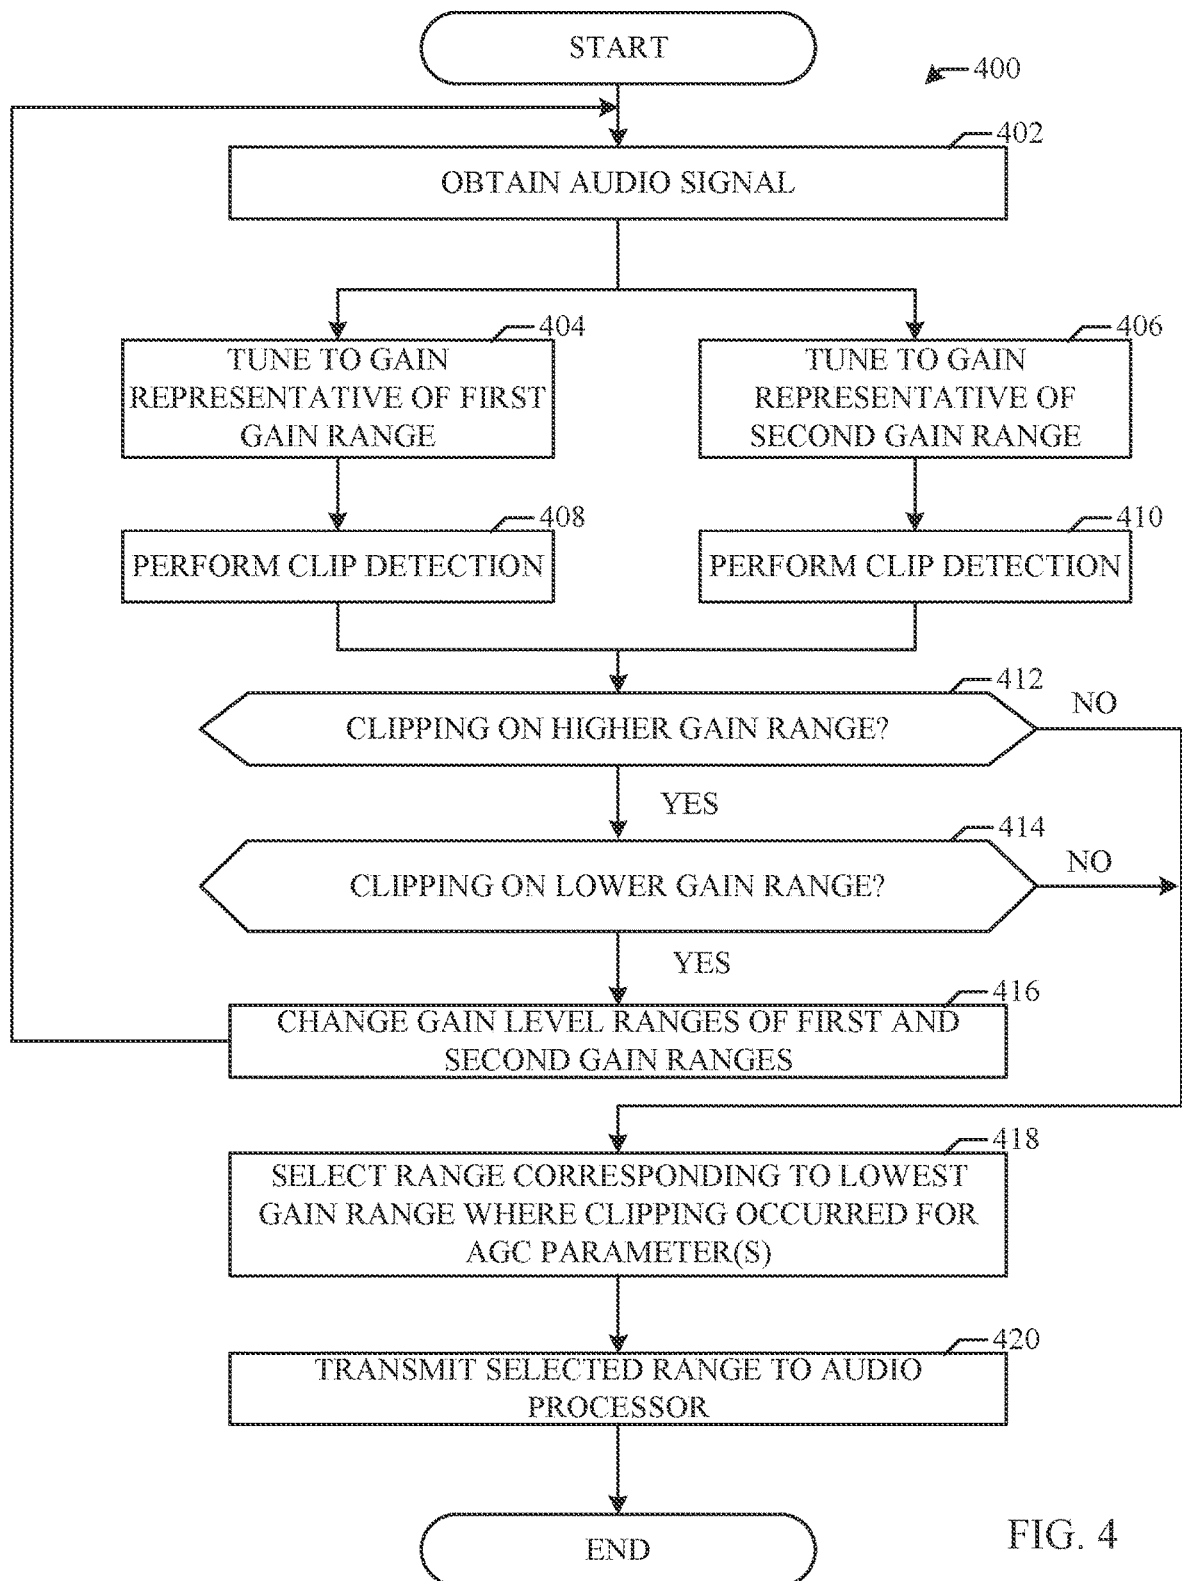 START
400
402
OBTAIN AUDIO SIGNAL
404
TUNE TO GAIN
REPRESENTATIVE OF FIRST
GAIN RANGE
406
TUNE TO GAIN
REPRESENTATIVE OF
SECOND GAIN RANGE
408
PERFORM CLIP DETECTION
410
PERFORM CLIP DETECTION
412
CLIPPING ON HIGHER GAIN RANGE?
NO
YES
414
CLIPPING ON LOWER GAIN RANGE?
NO
YES
416
CHANGE GAIN LEVEL RANGES OF FIRST AND
SECOND GAIN RANGES
418
SELECT RANGE CORRESPONDING TO LOWEST
GAIN RANGE WHERE CLIPPING OCCURRED FOR
AGC PARAMETER(S)
420
TRANSMIT SELECTED RANGE TO AUDIO
PROCESSOR
END
FIG. 4